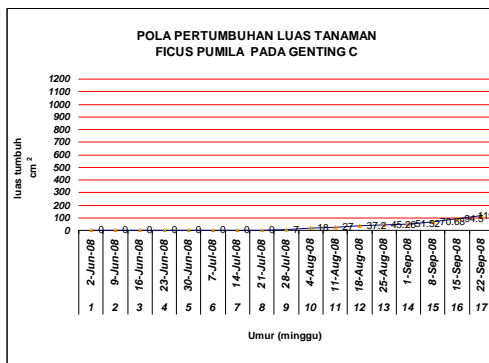 POLA PERTUMBUHAN LUAS TANAMAN
FICUS PUMILA PADA GENTING C
luas tumbuh
cm ²
1200
1100
1000
900
800
700
600
500
400
300
200
100
0
0 0 0 0 0 0 0 0 7 18 27 37.2 45.26 51.52 70.68 94.5
2-Jun-08 9-Jun-08 16-Jun-08 23-Jun-08 30-Jun-08 7-Jul-08 14-Jul-08 21-Jul-08 28-Jul-08 4-Aug-08 11-Aug-08 18-Aug-08 25-Aug-08 1-Sep-08 8-Sep-08 15-Sep-08 22-Sep-08
1 2 3 4 5 6 7 8 9 10 11 12 13 14 15 16 17
Umur (minggu)